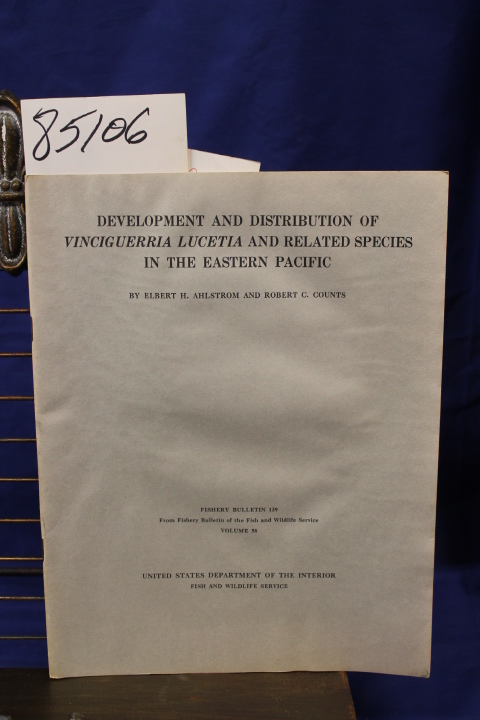 85106
DEVELOPMENT AND DISTRIBUTION OF
VINCIGUERRIA LUCETIA AND RELATED SPECIES
IN THE EASTERN PACIFIC
BY ELBERT H. AHLSTROM AND ROBERT C. COUNTS
FISHERY BULLETIN 139
From Fishery Bulletin of the Fish and Wildlife Service
VOLUME 56
UNITED STATES DEPARTMENT OF THE INTERIOR
FISH AND WILDLIFE SERVICE